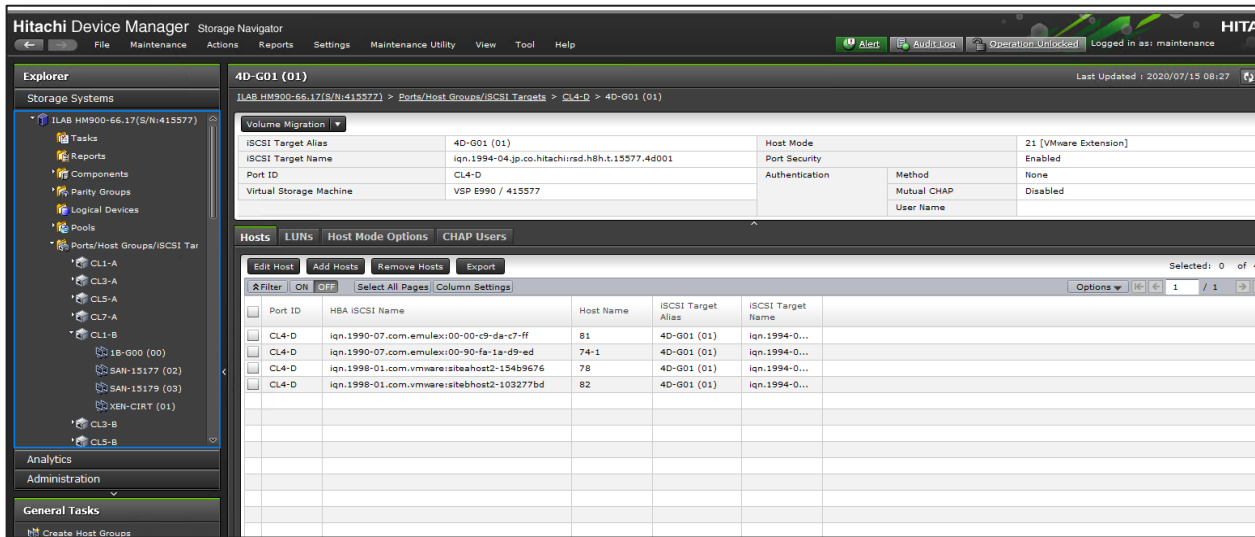 Hitachi Device Manager Storage Navigator
HITA
File Maintenance Actions Reports Settings Maintenance Utility View Tool Help
Alert Audit Log Operation Unlocked Logged in as: maintenance
Explorer
Storage Systems
ILAB HM900-66.17(S/N:415577)
Tasks
Reports
Components
Parity Groups
Logical Devices
Pools
Ports/Host Groups/iSCSI Tar
CL1-A
CL3-A
CL5-A
CL7-A
CL1-B
1B-G00 (00)
SAN-15177 (02)
SAN-15179 (03)
XEN-CIRT (01)
CL3-B
CL5-B
Analytics
Administration
General Tasks
Create Host Groups
4D-G01 (01)
Last Updated : 2020/07/15 08:27
ILAB HM900-66.17(S/N:415577) > Ports/Host Groups/iSCSI Targets > CL4-D > 4D-G01 (01)
Volume Migration
iSCSI Target Alias 4D-G01 (01) Host Mode 21 [VMware Extension]
iSCSI Target Name iqn.1994-04.jp.co.hitachi:rsd.h8h.t.15577.4d001 Port Security Enabled
Port ID CL4-D Authentication Method None
Virtual Storage Machine VSP E990 / 415577 Mutual CHAP Disabled
User Name
Hosts LUNs Host Mode Options CHAP Users
Edit Host Add Hosts Remove Hosts Export Selected: 0 of
Filter ON OFF Select All Pages Column Settings Options 1 / 1
Port ID HBA iSCSI Name Host Name iSCSI Target Alias iSCSI Target Name
CL4-D iqn.1990-07.com.emulex:00-00-c9-da-c7-ff 81 4D-G01 (01) iqn.1994-0...
CL4-D iqn.1990-07.com.emulex:00-90-fa-1a-d9-ed 74-1 4D-G01 (01) iqn.1994-0...
CL4-D iqn.1998-01.com.vmware:siteahost2-154b9676 78 4D-G01 (01) iqn.1994-0...
CL4-D iqn.1998-01.com.vmware:sitebhost2-103277bd 82 4D-G01 (01) iqn.1994-0...